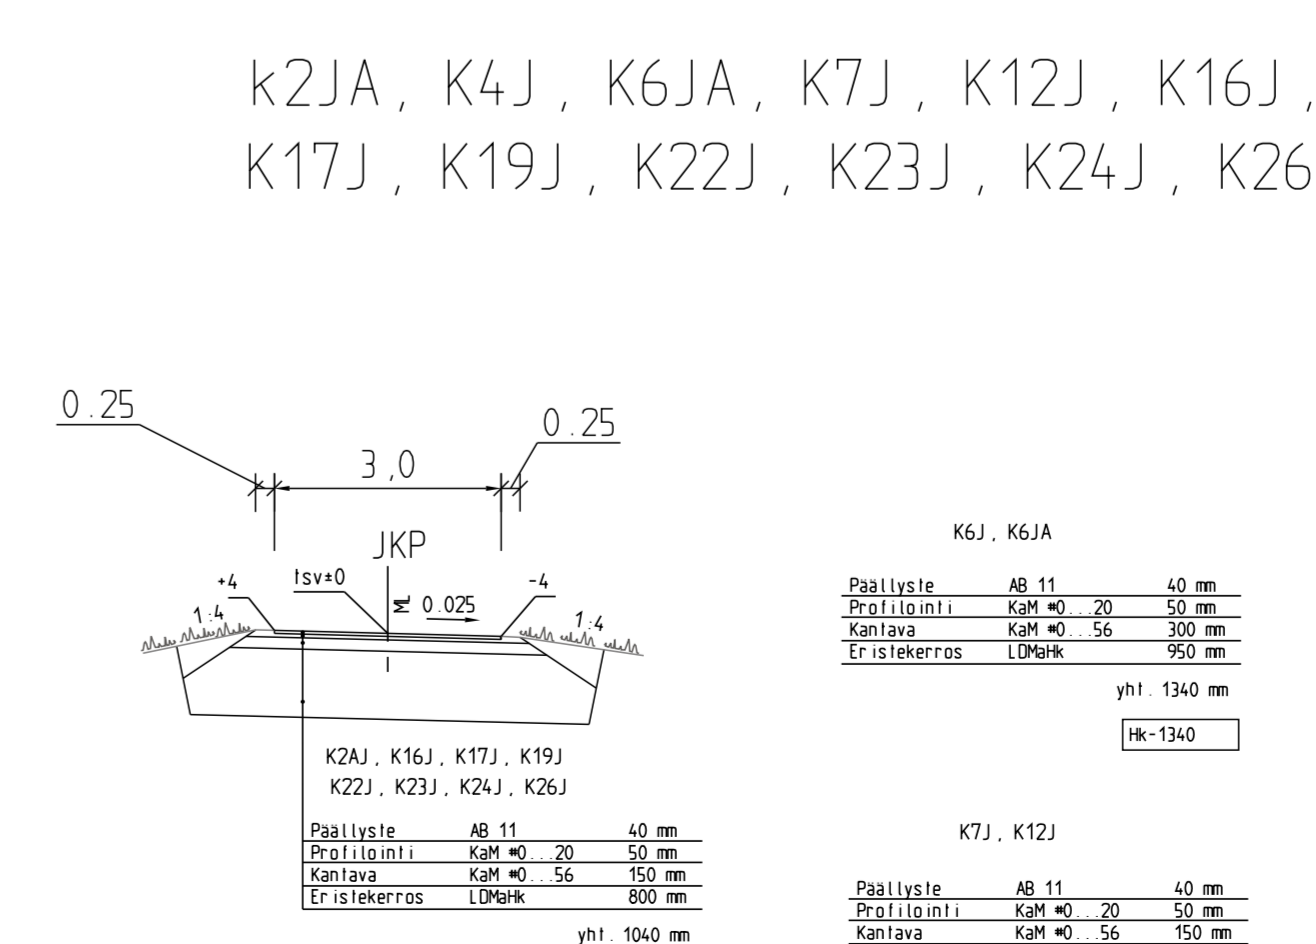 k2JA, K4J, K6JA, K7J, K12J, K16J,
K17J, K19J, K22J, K23J, K24J, K26
0.25
0.25
3,0
JKP
+4
tsv±0
-4
1:4
ML
0.025
1:4
K2AJ, K16J, K17J, K19J
K22J, K23J, K24J, K26J
Päällyste AB 11 40 mm
Profilointi KaM #0...20 50 mm
Kantava KaM #0...56 150 mm
Eristekerros LDMaHk 800 mm
yht. 1040 mm
K6J, K6JA
Päällyste AB 11 40 mm
Profilointi KaM #0...20 50 mm
Kantava KaM #0...56 300 mm
Eristekerros LDMaHk 950 mm
yht. 1340 mm
Hk-1340
K7J, K12J
Päällyste AB 11 40 mm
Profilointi KaM #0...20 50 mm
Kantava KaM #0...56 150 mm